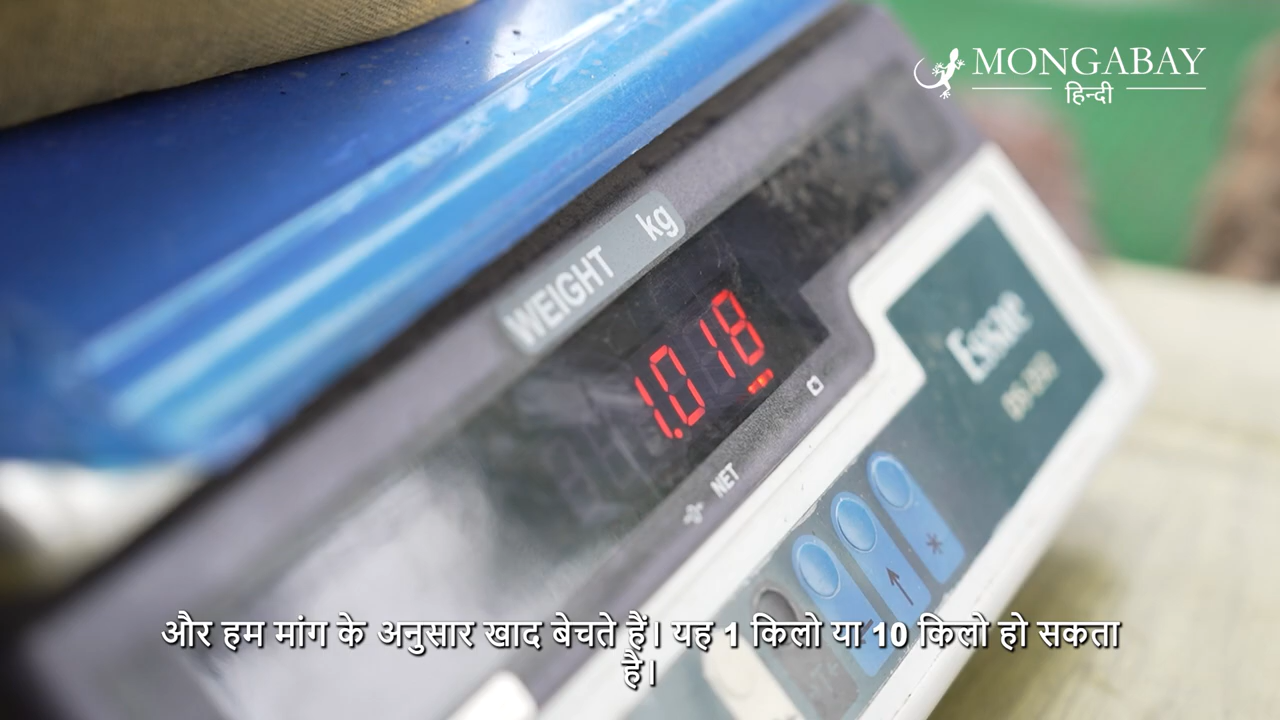 MONGABAY
हिन्दी
WEIGHT kg
1.018
NET
Essae
और हम मांग के अनुसार खाद बेचते हैं। यह 1 किलो या 10 किलो हो सकता
है।